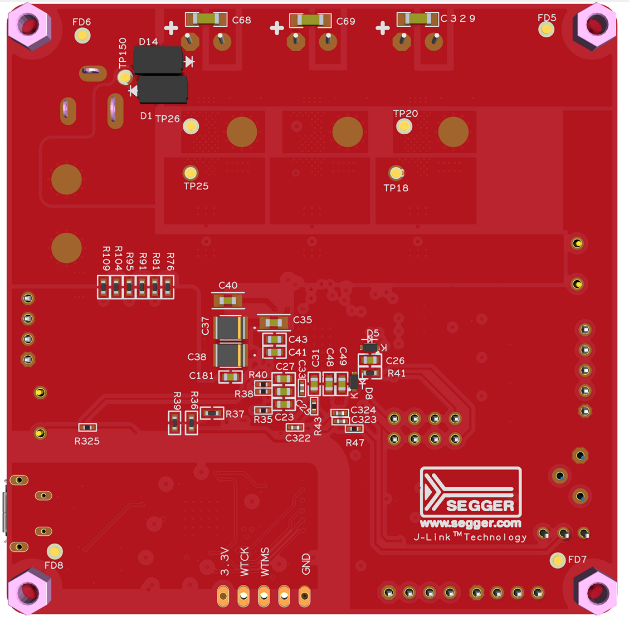 FD6
C68
C69
C329
FD5
TP150
D14
D1
TP26
TP20
TP25
TP18
R109
R104
R95
R91
R81
R76
C40
C37
C35
C43
C41
C38
C181
C27
C33
C31
C48
C49
D5
K
C26
R41
R40
R38
R35
C23
R43
K
D8
C324
C323
R47
C322
R39
R36
R37
R325
SEGGER
www.segger.com
J-Link™Technology
FD8
FD7
3.3V
WTCK
WTMS
GND